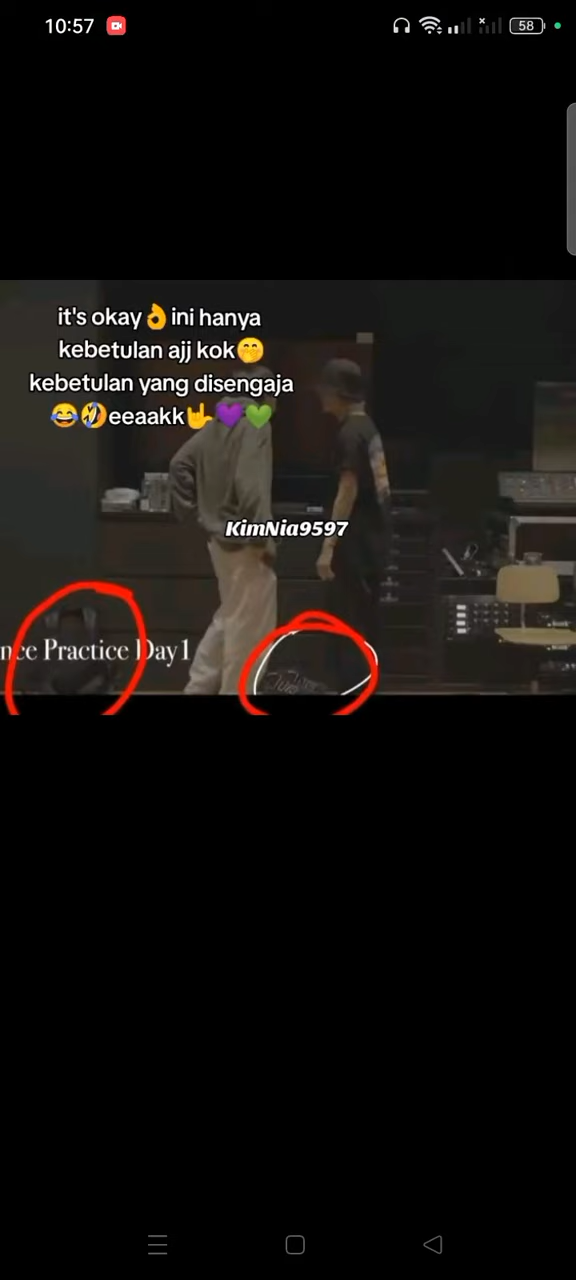 10:57
58
it's okay👌ini hanya
kebetulan ajj kok🤭
kebetulan yang disengaja
😂🤣eeaakk🤟💜💚
KimNia9597
nce Practice Day1